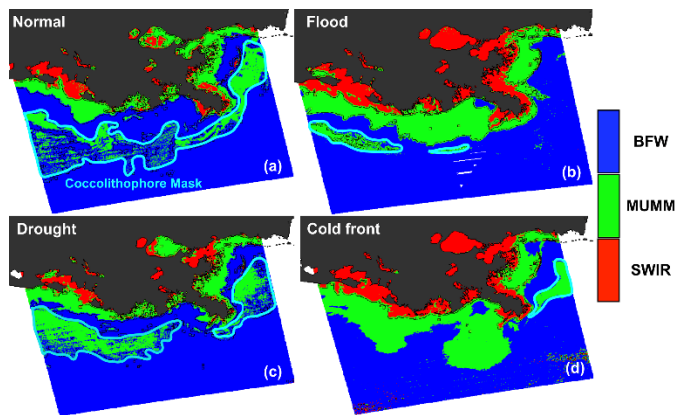 Normal
Flood
Coccolithophore Mask
(a)
(b)
BFW
MUMM
SWIR
Drought
Cold front
(c)
(d)